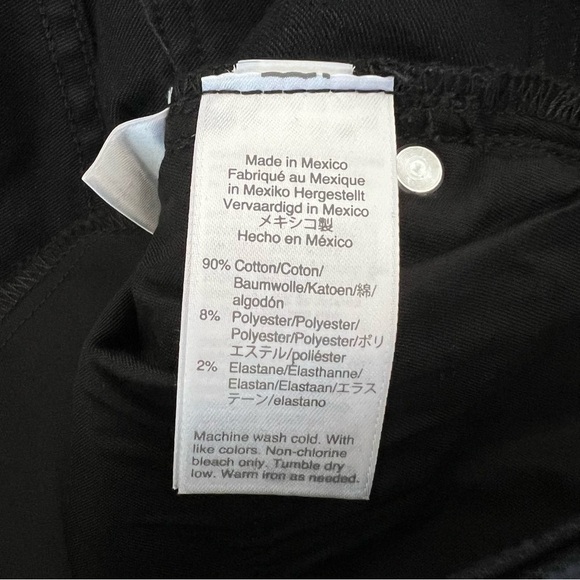 Made in Mexico
Fabriqué au Mexique
in Mexiko Hergestellt
Vervaardigd in Mexico
メキシコ製
Hecho en México
90% Cotton/Coton/
Baumwolle/Katoen/綿/
algodón
8% Polyester/Polyester/
Polyester/Polyester/ポリ
エステル/poliéster
2% Elastane/Elasthanne/
Elastan/Elastaan/エラス
テーン/elastano
Machine wash cold. With
like colors. Non-chlorine
bleach only. Tumble dry
low. Warm iron as needed.